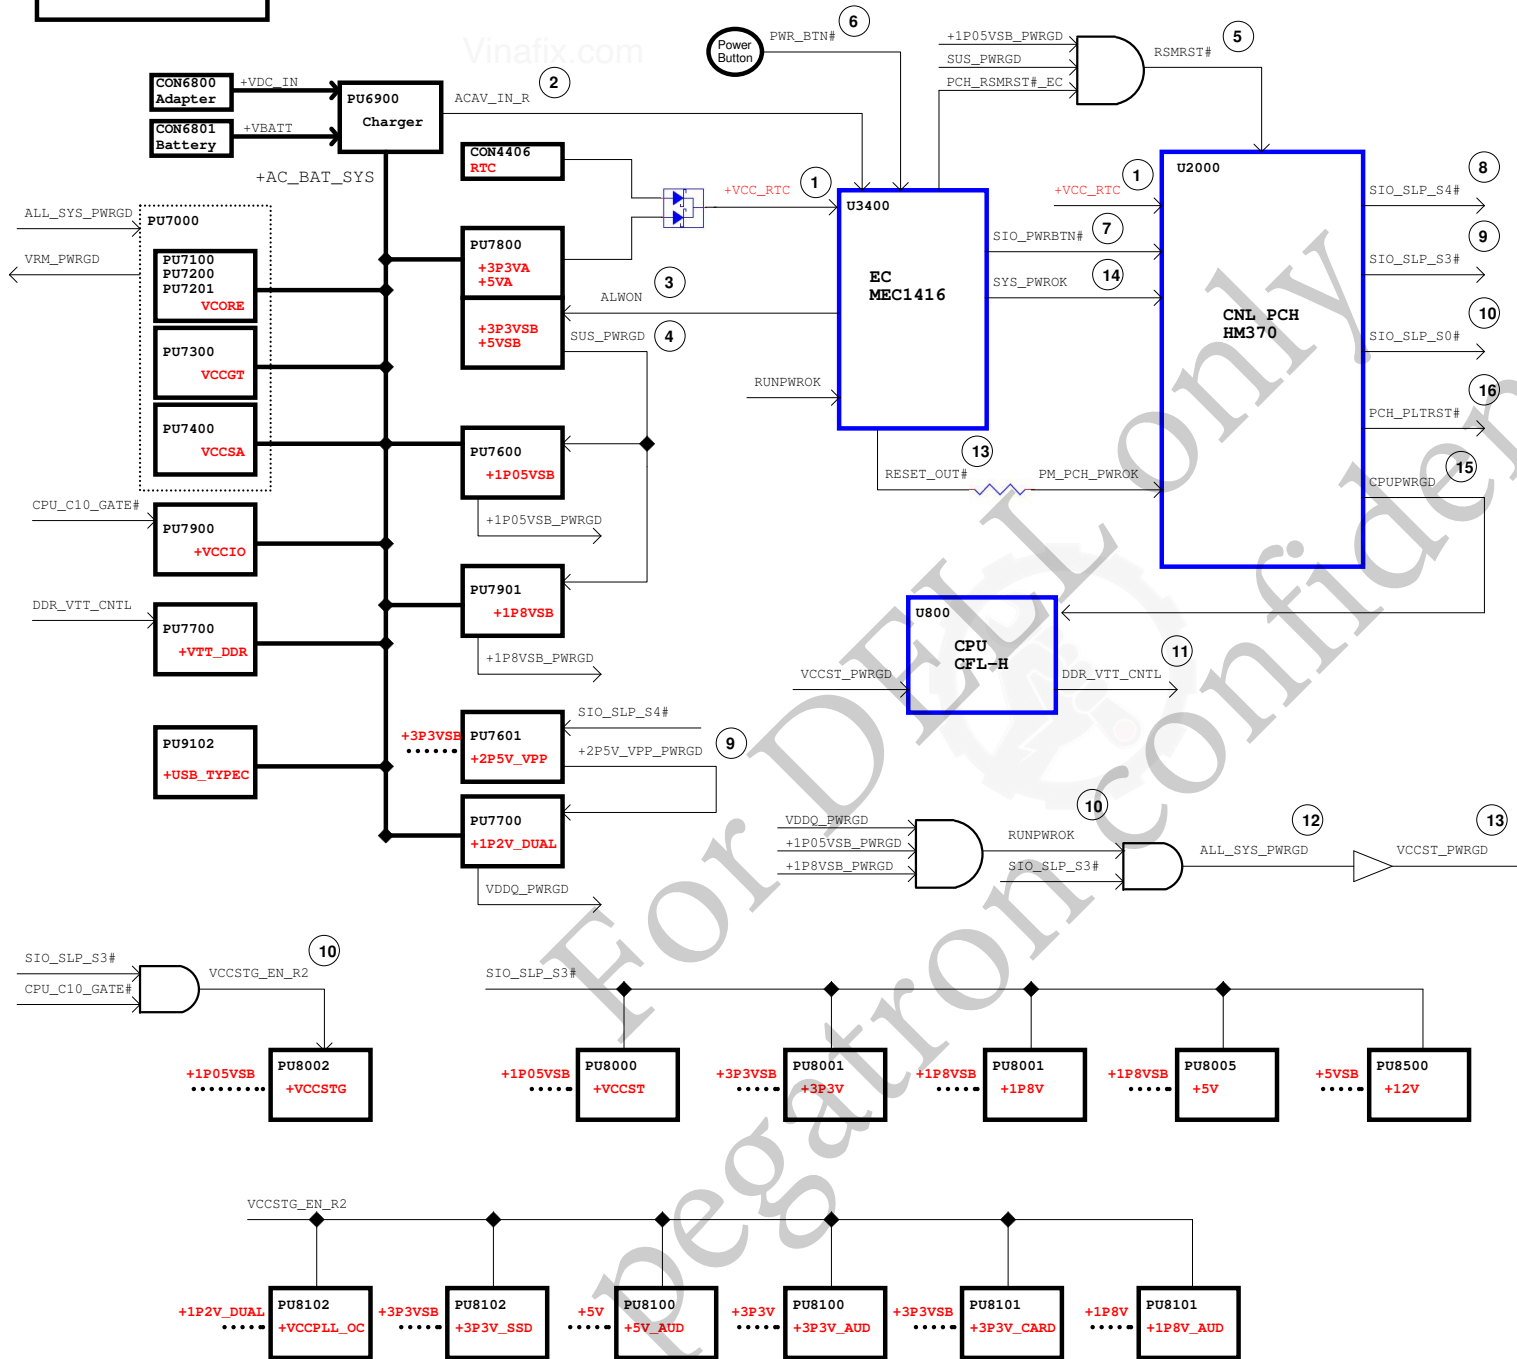 Vinafix.com
Power
Button
PWR_BTN#
6
+1P05VSB_PWRGD
SUS_PWRGD
PCH_RSMRST#_EC
RSMRST#
5
CON6800
Adapter
+VDC_IN
CON6801
Battery
+VBATT
PU6900
Charger
ACAV_IN_R
2
+AC_BAT_SYS
CON4406
RTC
+VCC_RTC
1
U3400
EC
MEC1416
+VCC_RTC
1
U2000
CNL PCH
HM370
SIO_SLP_S4#
8
SIO_SLP_S3#
9
SIO_SLP_S0#
10
PCH_PLTRST#
16
CPUPWRGD
15
SIO_PWRBTN#
7
SYS_PWROK
14
ALL_SYS_PWRGD
VRM_PWRGD
PU7000
PU7100
PU7200
PU7201
VCORE
PU7300
VCCGT
PU7400
VCCSA
PU7800
+3P3VA
+5VA
+3P3VSB
+5VSB
ALWON
3
SUS_PWRGD
4
RUNPWROK
RESET_OUT#
13
PM_PCH_PWROK
PU7600
+1P05VSB
+1P05VSB_PWRGD
CPU_C10_GATE#
PU7900
+VCCIO
PU7901
+1P8VSB
+1P8VSB_PWRGD
DDR_VTT_CNTL
PU7700
+VTT_DDR
U800
CPU
CFL-H
VCCST_PWRGD
DDR_VTT_CNTL
11
PU9102
+USB_TYPEC
+3P3VSB
PU7601
+2P5V_VPP
SIO_SLP_S4#
+2P5V_VPP_PWRGD
9
PU7700
+1P2V_DUAL
VDDQ_PWRGD
VDDQ_PWRGD
+1P05VSB_PWRGD
+1P8VSB_PWRGD
RUNPWROK
10
SIO_SLP_S3#
ALL_SYS_PWRGD
12
VCCST_PWRGD
13
SIO_SLP_S3#
CPU_C10_GATE#
VCCSTG_EN_R2
10
SIO_SLP_S3#
+1P05VSB
PU8002
+VCCSTG
+1P05VSB
PU8000
+VCCST
+3P3VSB
PU8001
+3P3V
+1P8VSB
PU8001
+1P8V
+1P8VSB
PU8005
+5V
+5VSB
PU8500
+12V
VCCSTG_EN_R2
+1P2V_DUAL
PU8102
+VCCPLL_OC
+3P3VSB
PU8102
+3P3V_SSD
+5V
PU8100
+5V_AUD
+3P3V
PU8100
+3P3V_AUD
+3P3VSB
PU8101
+3P3V_CARD
+1P8V
PU8101
+1P8V_AUD
For DELL only
pegatron confiden